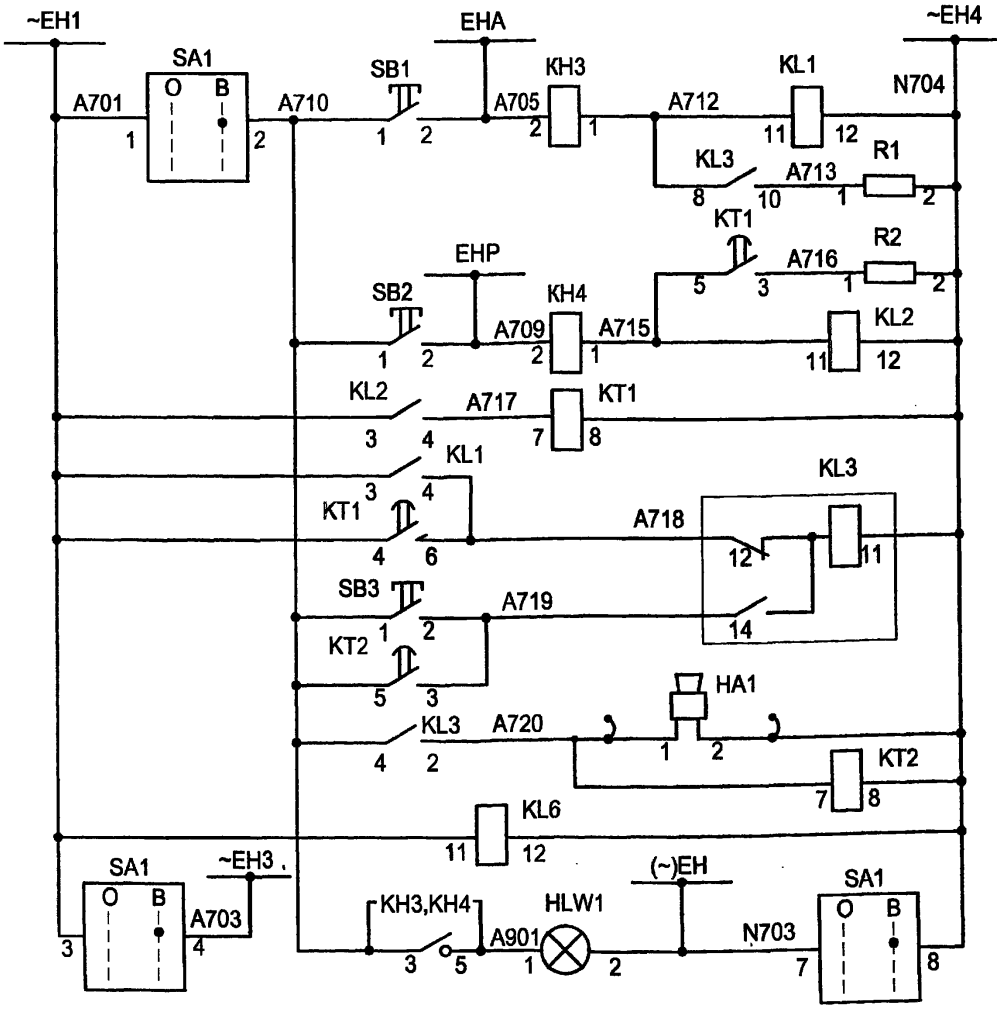 ~EH1 EHA ~EH4
SA1 SB1 КН3 KL1
O B
A701 A710 A705 A712 N704
1 2 1 2 2 1 11 12
KL3 A713 R1
8 10 1 2
KT1
EHP A716 R2
5 3 1 2
SB2 КН4 KL2
A709 A715
1 2 2 1 11 12
KL2 A717 KT1
3 4 7 8
KL1 KL3
3 4
KT1 A718
4 6 12 11
SB3 A719
1 2 14
KT2
5 3
KL3 A720 HA1
4 2 1 2
KT2
7 8
KL6
11 12
SA1 ~EH3 (~)EH SA1
O B КН3,КН4 HLW1 O B
A703 A901 N703
3 4 3 5 1 2 7 8